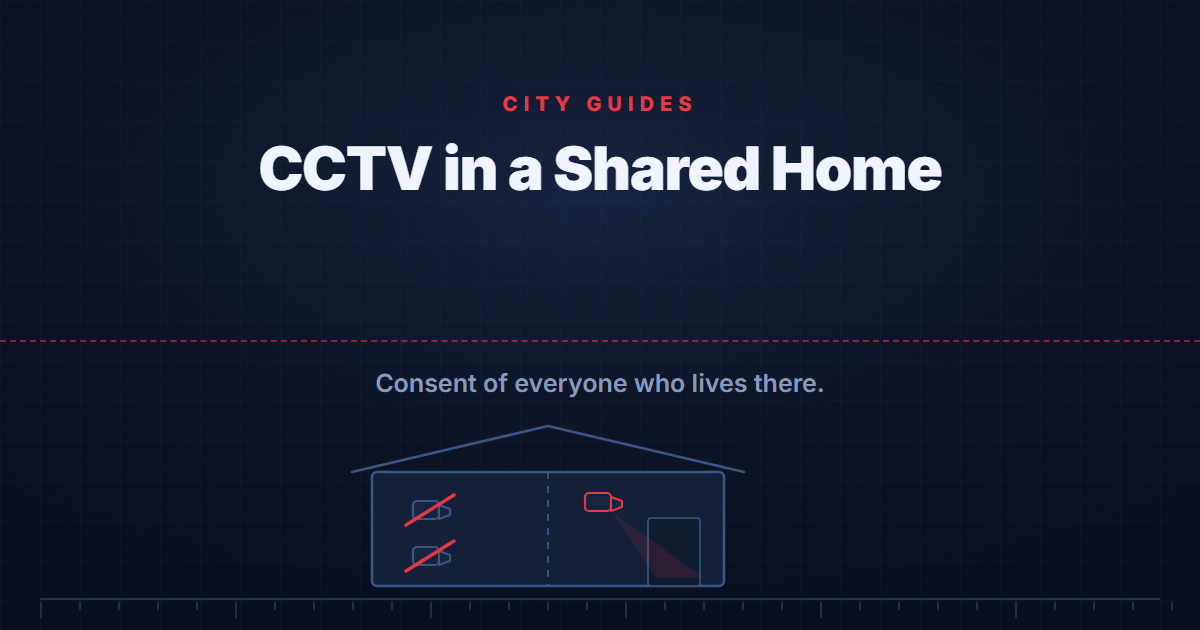 CITY GUIDES
CCTV in a Shared Home
Consent of everyone who lives there.